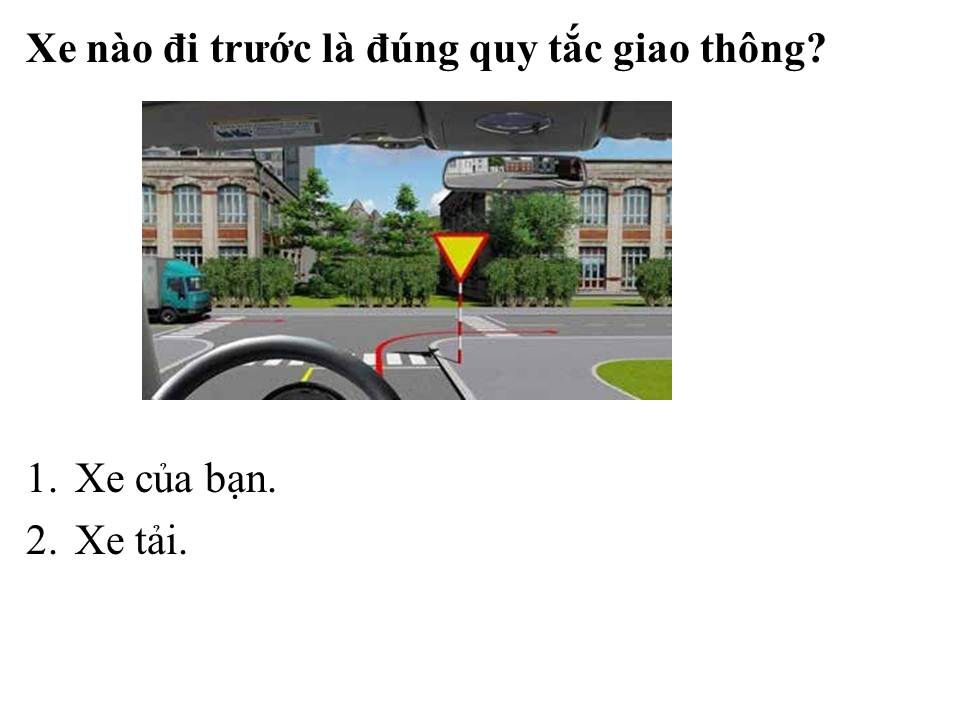 Xe nào đi trước là đúng quy tắc giao thông?
1. Xe của bạn.
2. Xe tải.